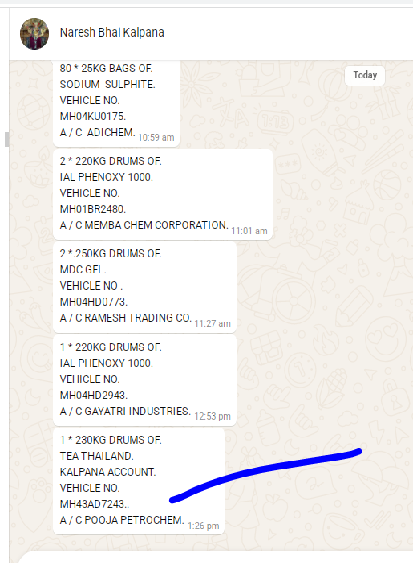 Naresh Bhai Kalpana
Today
80 * 25KG BAGS OF.
SODIUM SULPHITE.
VEHICLE NO.
MH04KU0175.
A / C ADICHEM. 10:59 am
2 * 220KG DRUMS OF.
IAL PHENOXY 1000.
VEHICLE NO.
MH01BR2480.
A / C MEMBA CHEM CORPORATION. 11:01 am
2 * 250KG DRUMS OF.
MDC GEL.
VEHICLE NO .
MH04HD0773.
A / C RAMESH TRADING CO. 11:27 am
1 * 220KG DRUMS OF.
IAL PHENOXY 1000.
VEHICLE NO.
MH04HD2943.
A / C GAYATRI INDUSTRIES. 12:53 pm
1 * 230KG DRUMS OF.
TEA THAILAND.
KALPANA ACCOUNT.
VEHICLE NO.
MH43AD7243..
A / C POOJA PETROCHEM. 1:26 pm